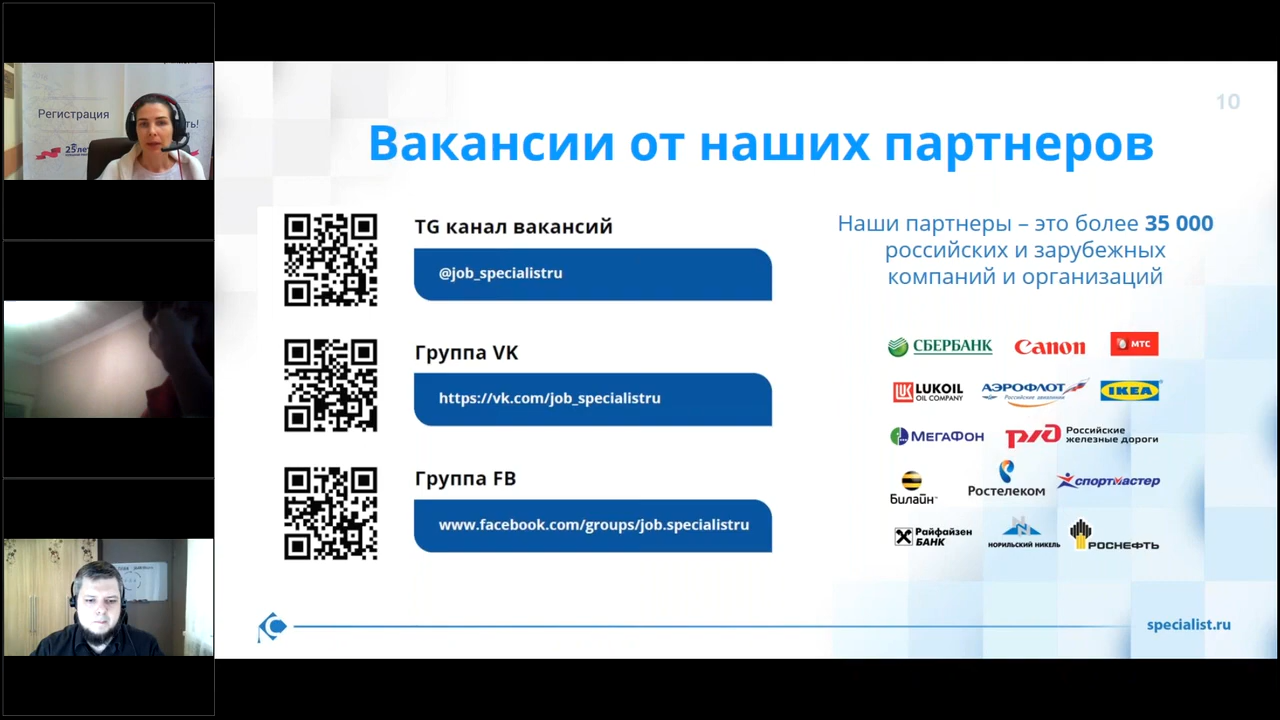 Регистрация
ть!
25 лет
10
Вакансии от наших партнеров
TG канал вакансий
@job_specialistru
Группа VK
https://vk.com/job_specialistru
Группа FB
www.facebook.com/groups/job.specialistru
Наши партнеры – это более 35 000
российских и зарубежных
компаний и организаций
СБЕРБАНК
Canon
МТС
LUKOIL
OIL COMPANY
АЭРОФЛОТ
Российские авиалинии
IKEA
МЕГАФОН
ржд
Российские
железные дороги
Билайн
Ростелеком
спортмастер
Райффайзен
БАНК
НОРИЛЬСКИЙ НИКЕЛЬ
РОСНЕФТЬ
specialist.ru